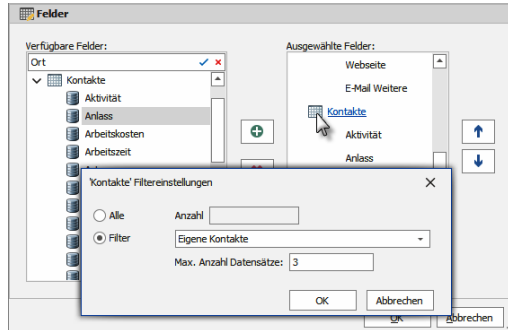 Felder
Verfügbare Felder:
Ort
Kontakte
Aktivität
Anlass
Arbeitskosten
Arbeitszeit
Ausgewählte Felder:
Webseite
E-Mail Weitere
Kontakte
Aktivität
Anlass
'Kontakte' Filtereinstellungen
Alle
Anzahl
Filter
Eigene Kontakte
Max. Anzahl Datensätze: 3
OK
Abbrechen
OK
Abbrechen